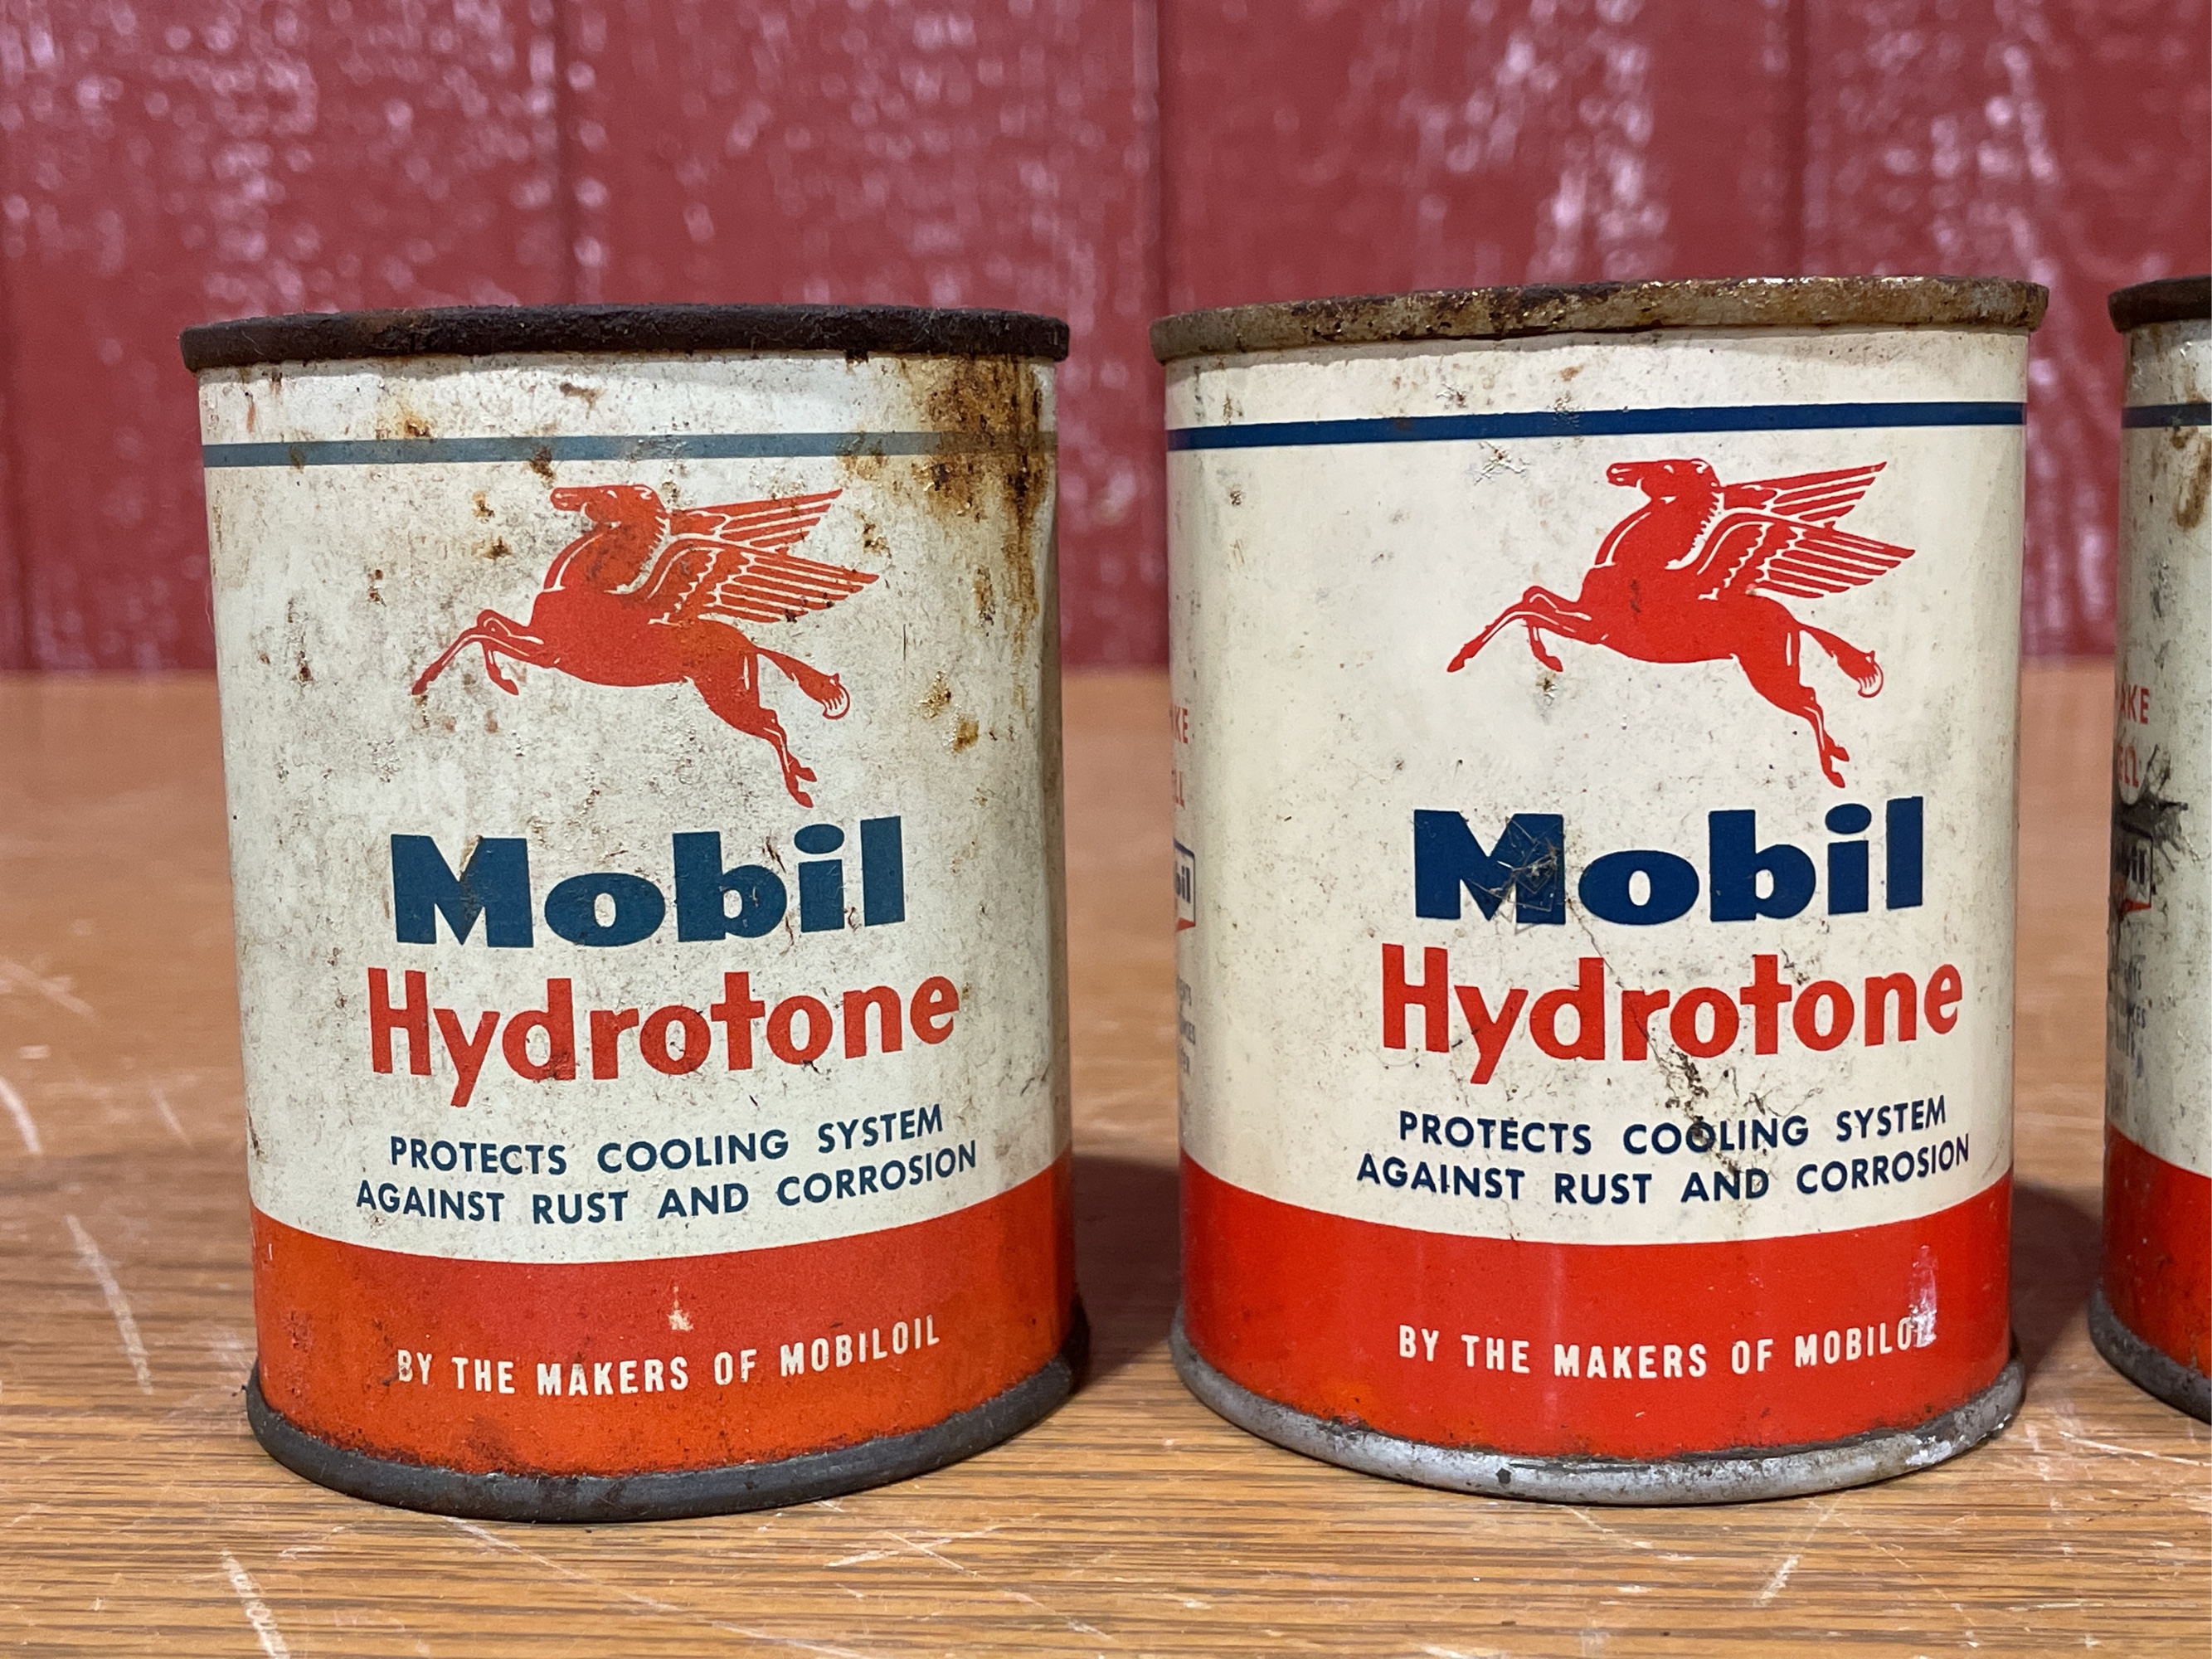 Mobil
Hydrotone
PROTECTS COOLING SYSTEM
AGAINST RUST AND CORROSION
BY THE MAKERS OF MOBILOIL
Mobil
Hydrotone
PROTECTS COOLING SYSTEM
AGAINST RUST AND CORROSION
BY THE MAKERS OF MOBILOIL